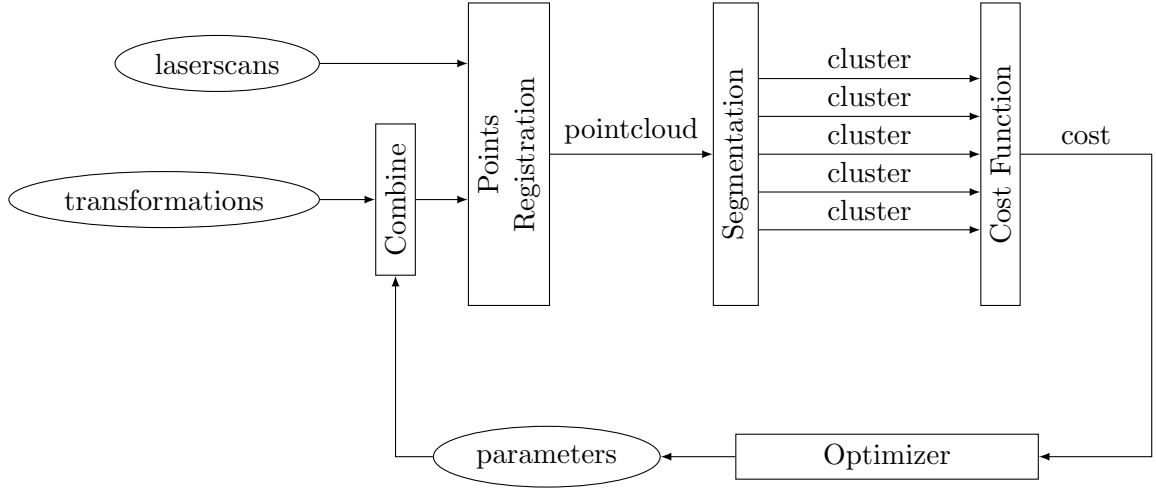 laserscans
transformations
Combine
Points
Registration
pointcloud
Segmentation
cluster
cluster
cluster
cluster
cluster
Cost Function
cost
parameters
Optimizer